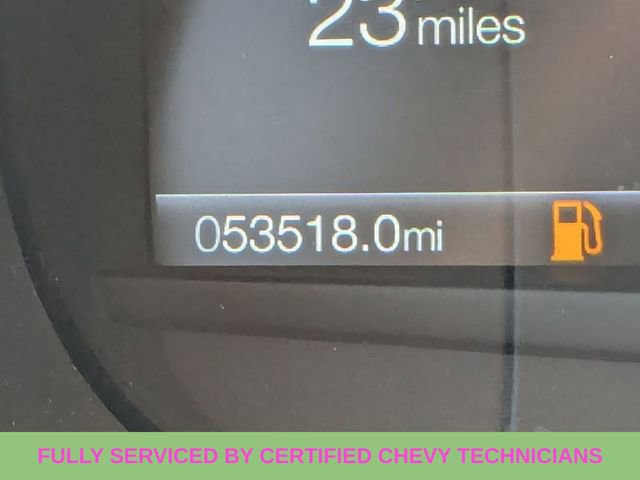 23 miles
053518.0mi
FULLY SERVICED BY CERTIFIED CHEVY TECHNICIANS